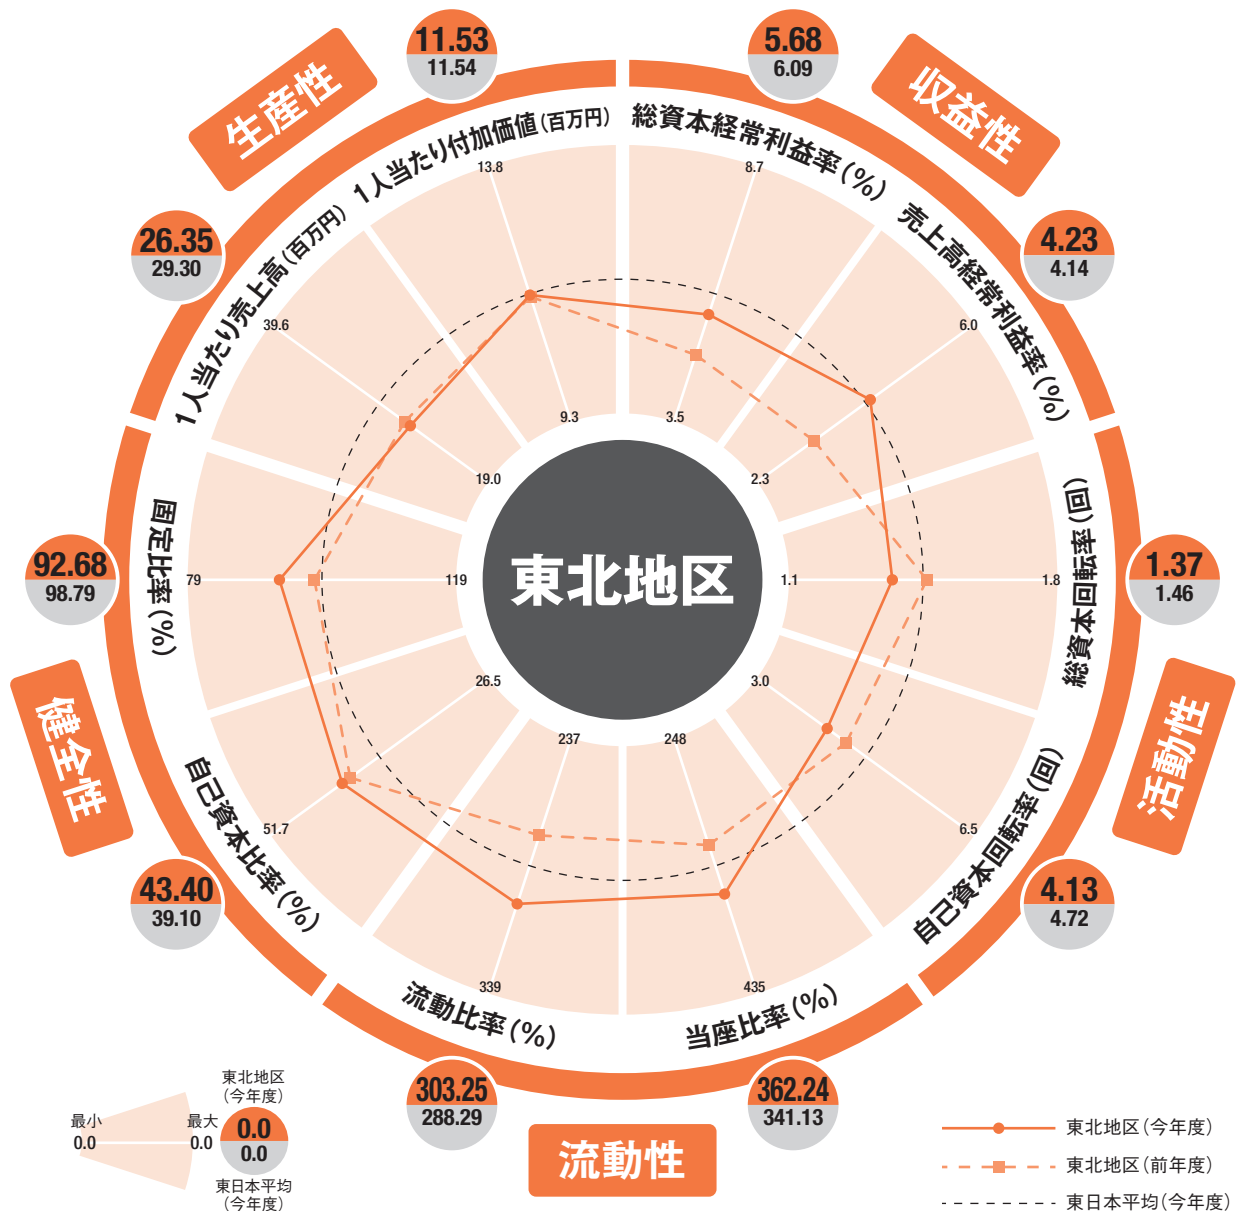 収益性
5.68
6.09
総資本経常利益率(%)
8.7
3.5
4.23
4.14
売上高経常利益率(%)
6.0
2.3
活動性
1.37
1.46
総資本回転率(回)
1.8
1.1
4.13
4.72
自己資本回転率(回)
6.5
3.0
流動性
362.24
341.13
当座比率(%)
435
248
303.25
288.29
流動比率(%)
339
237
健全性
43.40
39.10
自己資本比率(%)
51.7
26.5
92.68
98.79
固定比率(%)
79
119
生産性
26.35
29.30
1人当たり売上高(百万円)
39.6
19.0
11.53
11.54
1人当たり付加価値(百万円)
13.8
9.3
東北地区
東北地区
(今年度)
最小
0.0
最大
0.0
0.0
0.0
東日本平均
(今年度)
東北地区(今年度)
東北地区(前年度)
東日本平均(今年度)